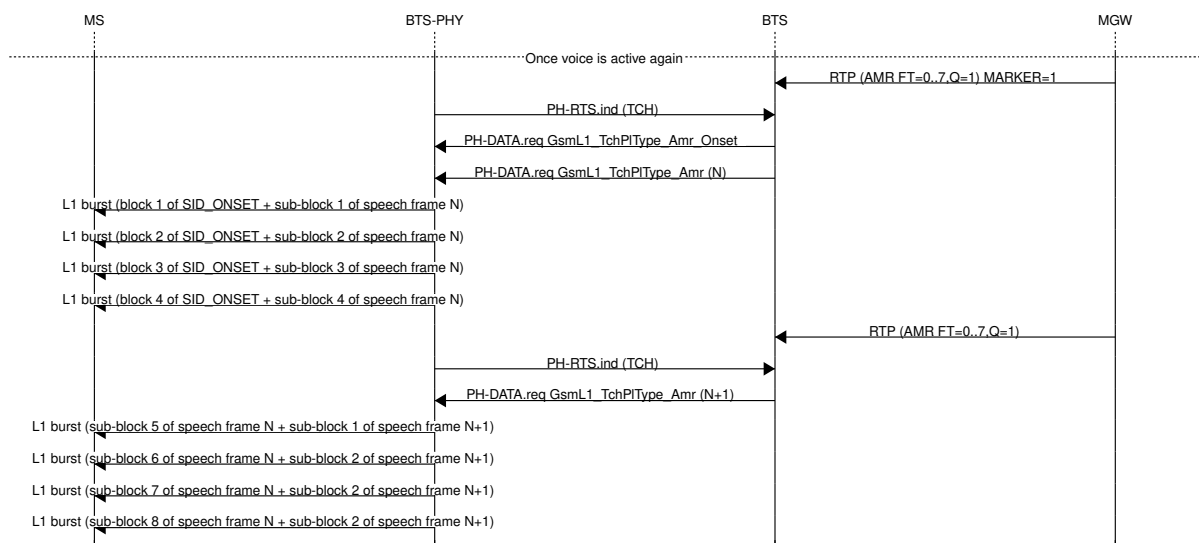 MS BTS-PHY BTS MGW
Once voice is active again
RTP (AMR FT=0..7,Q=1) MARKER=1
PH-RTS.ind (TCH)
PH-DATA.req GsmL1_TchPlType_Amr_Onset
PH-DATA.req GsmL1_TchPlType_Amr (N)
L1 burst (block 1 of SID_ONSET + sub-block 1 of speech frame N)
L1 burst (block 2 of SID_ONSET + sub-block 2 of speech frame N)
L1 burst (block 3 of SID_ONSET + sub-block 3 of speech frame N)
L1 burst (block 4 of SID_ONSET + sub-block 4 of speech frame N)
RTP (AMR FT=0..7,Q=1)
PH-RTS.ind (TCH)
PH-DATA.req GsmL1_TchPlType_Amr (N+1)
L1 burst (sub-block 5 of speech frame N + sub-block 1 of speech frame N+1)
L1 burst (sub-block 6 of speech frame N + sub-block 2 of speech frame N+1)
L1 burst (sub-block 7 of speech frame N + sub-block 2 of speech frame N+1)
L1 burst (sub-block 8 of speech frame N + sub-block 2 of speech frame N+1)